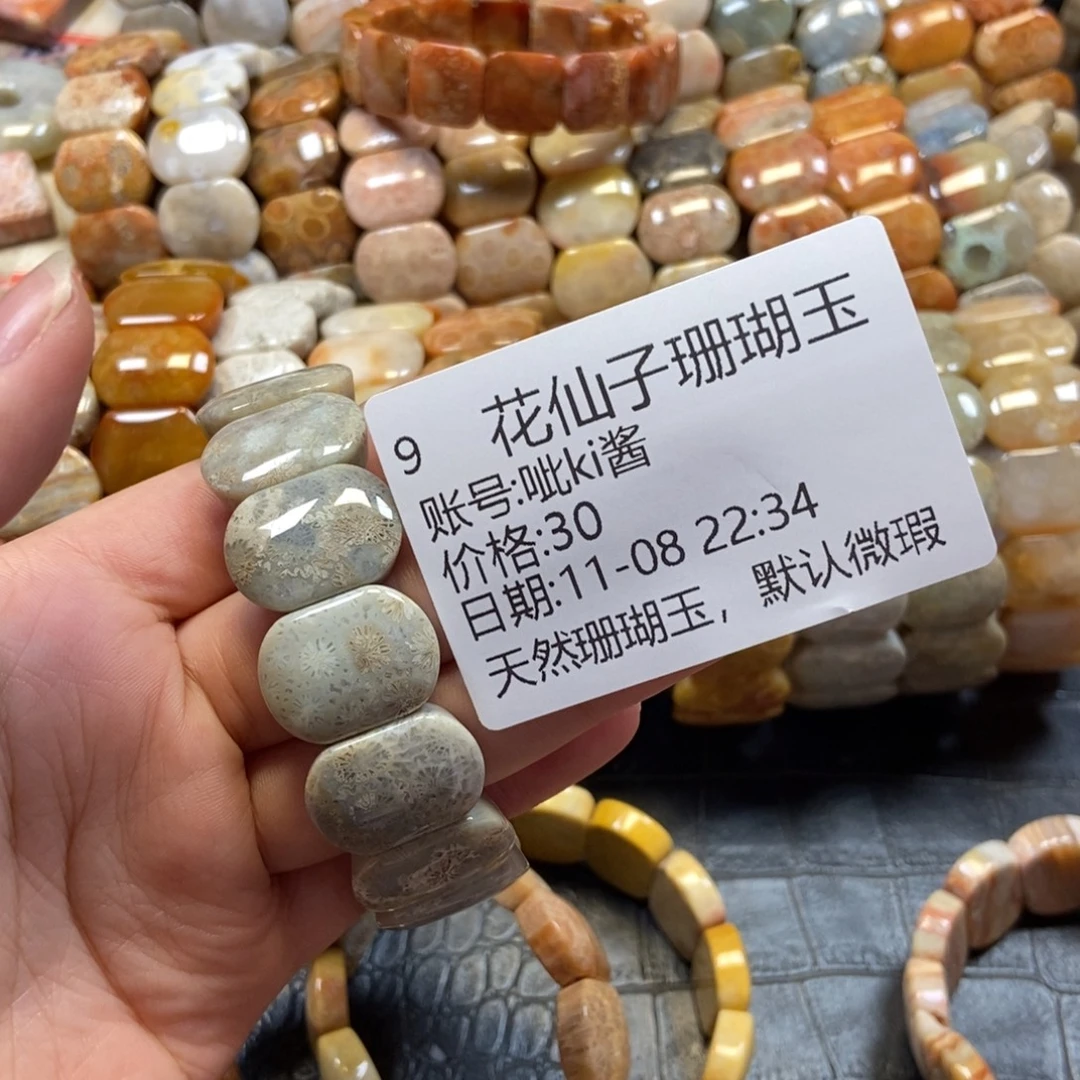 花仙子珊瑚玉
9
账号:呲ki酱
价格:30
日期:11-08 22:34
天然珊瑚玉，默认微瑕